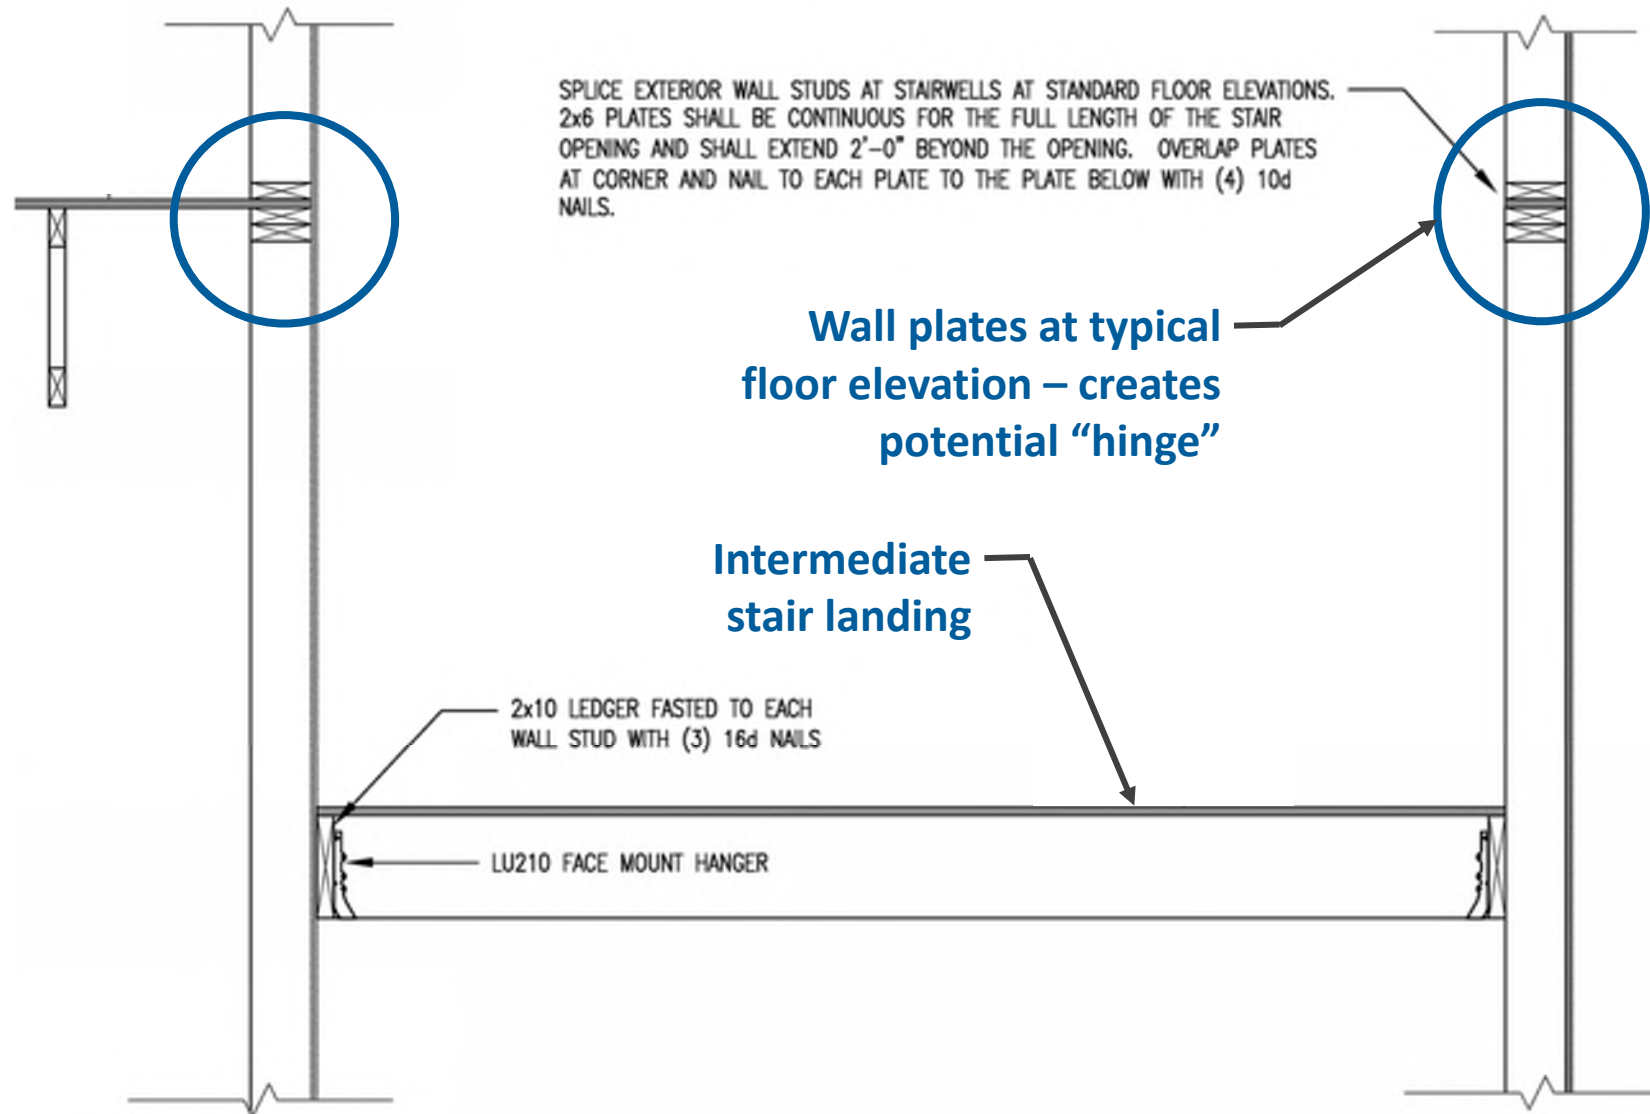 SPLICE EXTERIOR WALL STUDS AT STAIRWELLS AT STANDARD FLOOR ELEVATIONS.
2x6 PLATES SHALL BE CONTINUOUS FOR THE FULL LENGTH OF THE STAIR
OPENING AND SHALL EXTEND 2'-0" BEYOND THE OPENING. OVERLAP PLATES
AT CORNER AND NAIL TO EACH PLATE TO THE PLATE BELOW WITH (4) 10d
NAILS.
Wall plates at typical
floor elevation – creates
potential “hinge”
Intermediate
stair landing
2x10 LEDGER FASTED TO EACH
WALL STUD WITH (3) 16d NAILS
LU210 FACE MOUNT HANGER